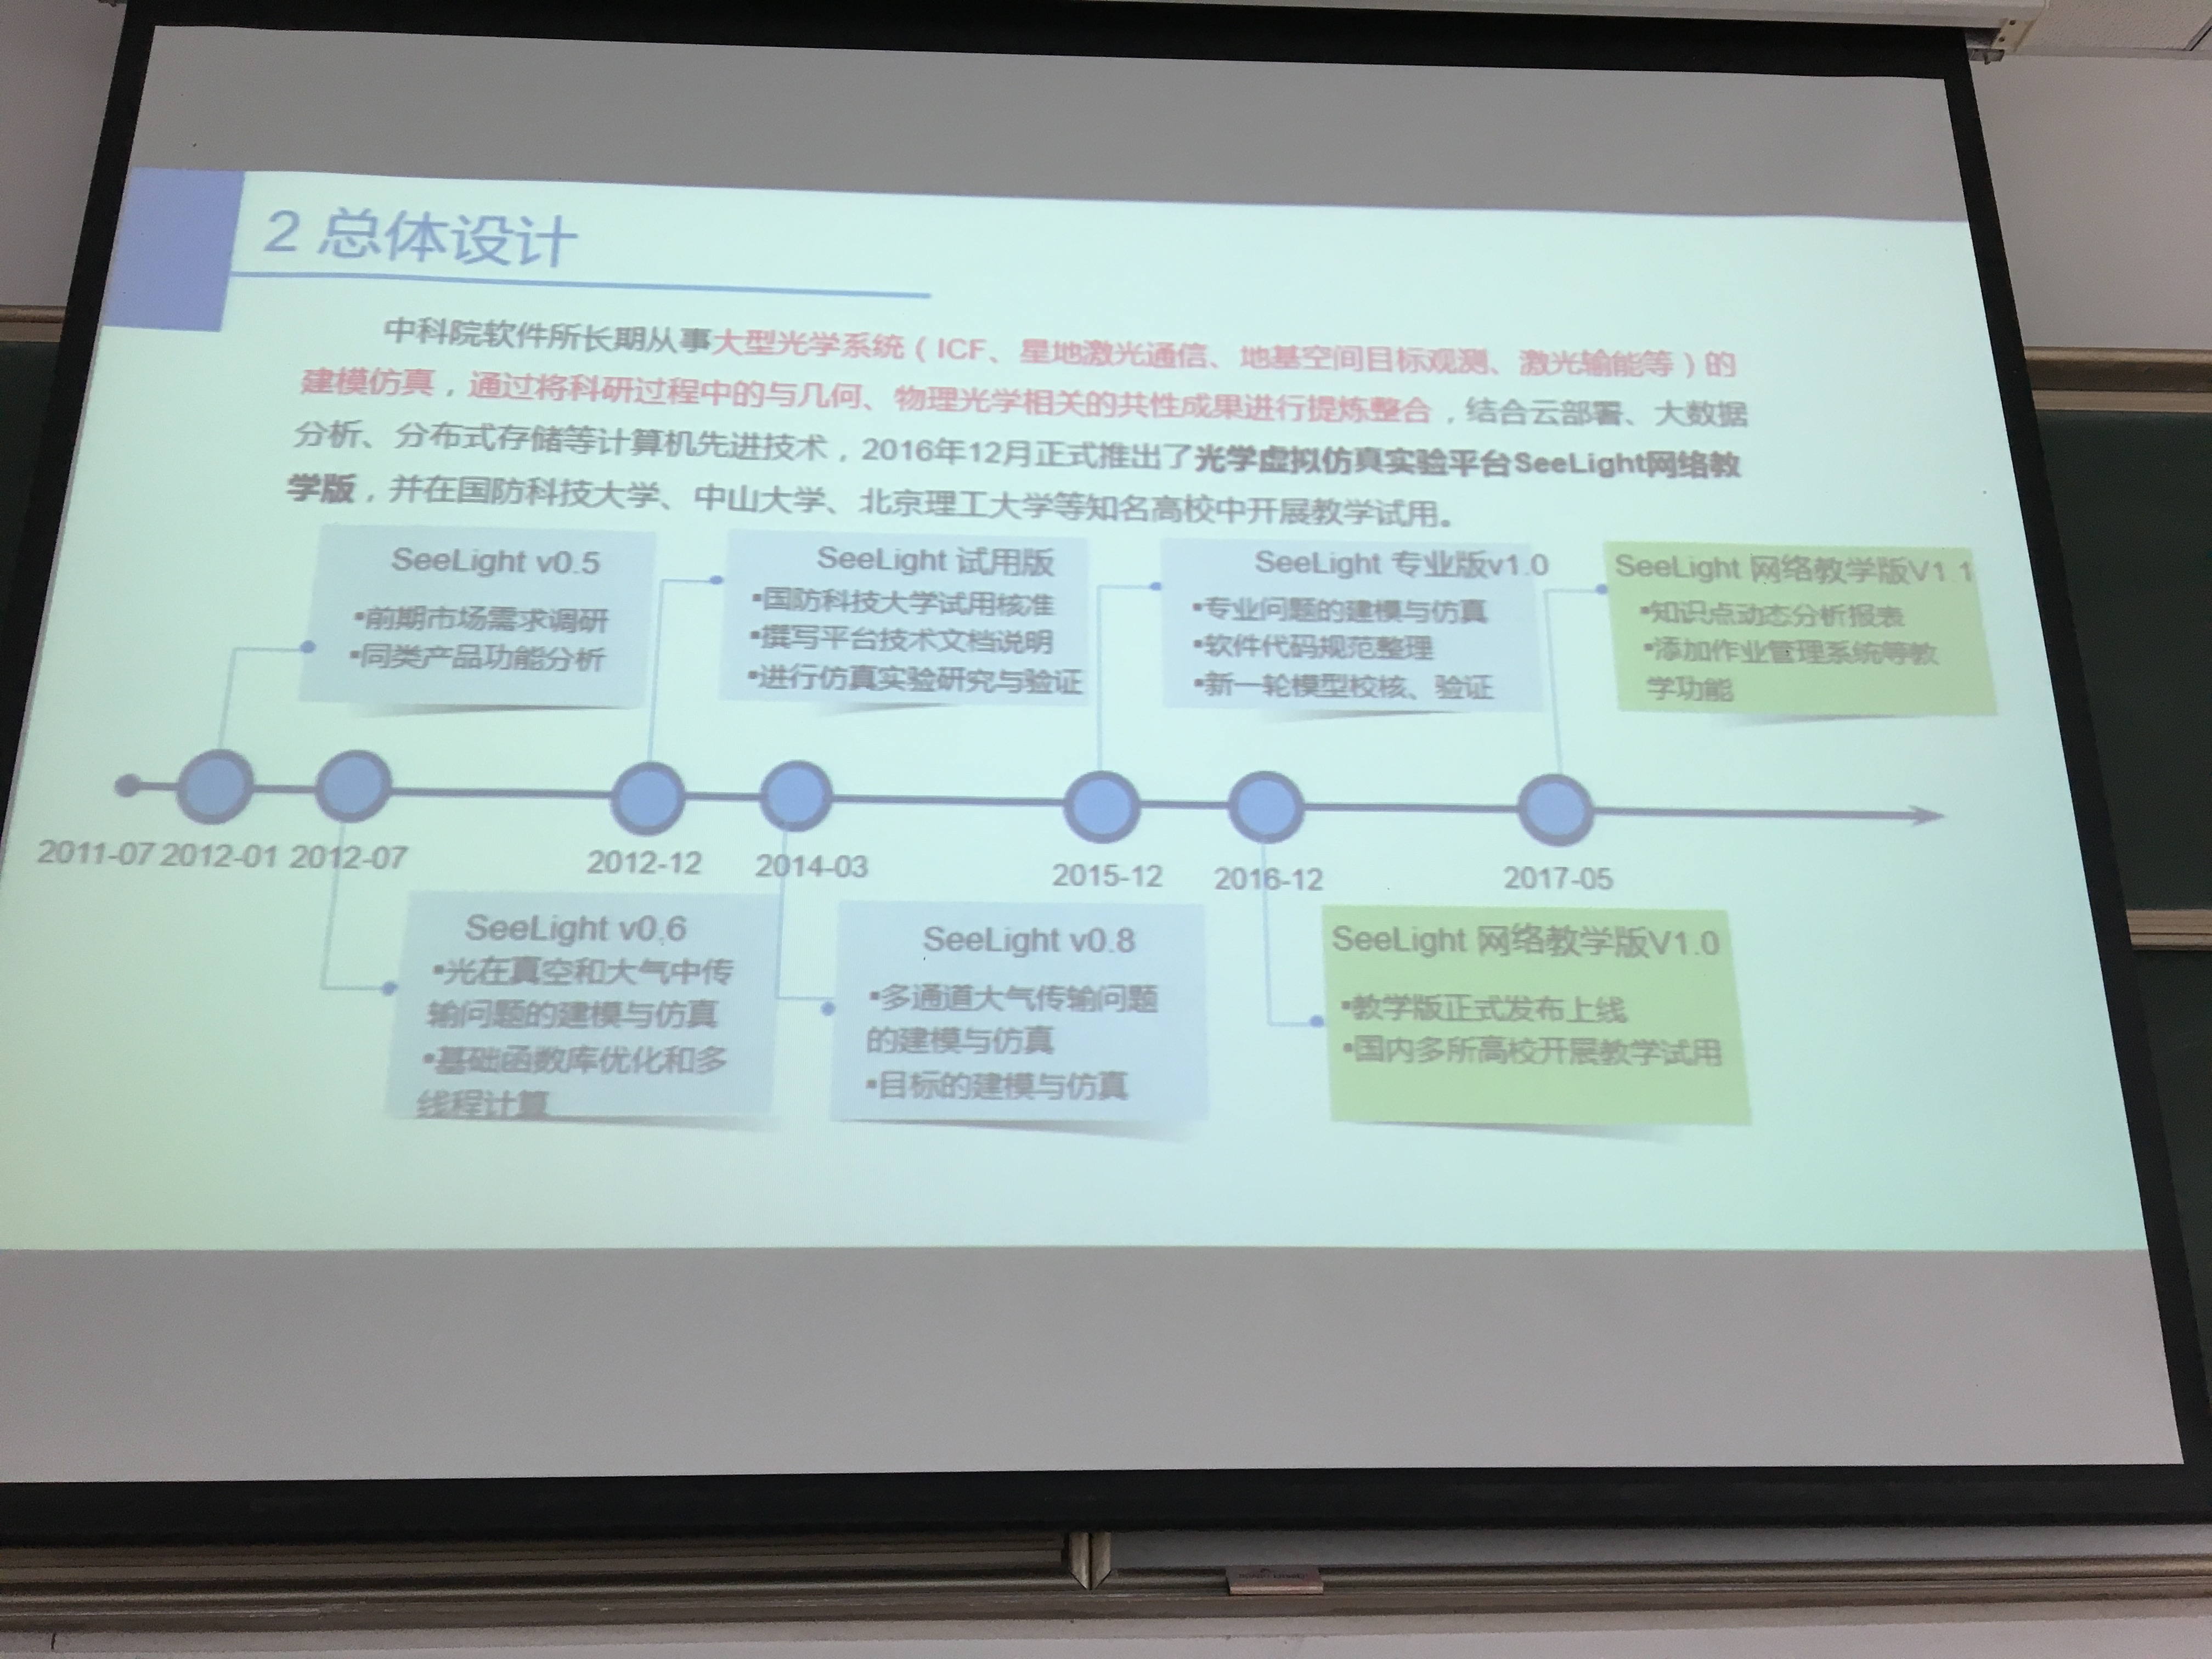 2 总体设计
中科院软件所长期从事大型光学系统（ICF、星地激光通信、地基空间目标观测、激光输能等）的
建模仿真，通过将科研过程中的与几何、物理光学相关的共性成果进行提炼整合，结合云部署、大数据
分析、分布式存储等计算机先进技术，2016年12月正式推出了光学虚拟仿真实验平台SeeLight网络教
学版，并在国防科技大学、中山大学、北京理工大学等知名高校中开展教学试用。
SeeLight v0.5
▪前期市场需求调研
▪同类产品功能分析
SeeLight 试用版
▪国防科技大学试用核准
▪撰写平台技术文档说明
▪进行仿真实验研究与验证
SeeLight 专业版v1.0
▪专业问题的建模与仿真
▪软件代码规范整理
▪新一轮模型校核、验证
SeeLight 网络教学版V1 1
▪知识点动态分析报表
▪添加作业管理系统等教
学功能
2011-07 2012-01 2012-07 2012-12 2014-03 2015-12 2016-12 2017-05
SeeLight v0.6
▪光在真空和大气中传
输问题的建模与仿真
▪基础函数库优化和多
线程计算
SeeLight v0.8
▪多通道大气传输问题
的建模与仿真
▪目标的建模与仿真
SeeLight 网络教学版V1.0
▪教学版正式发布上线
▪国内多所高校开展教学试用